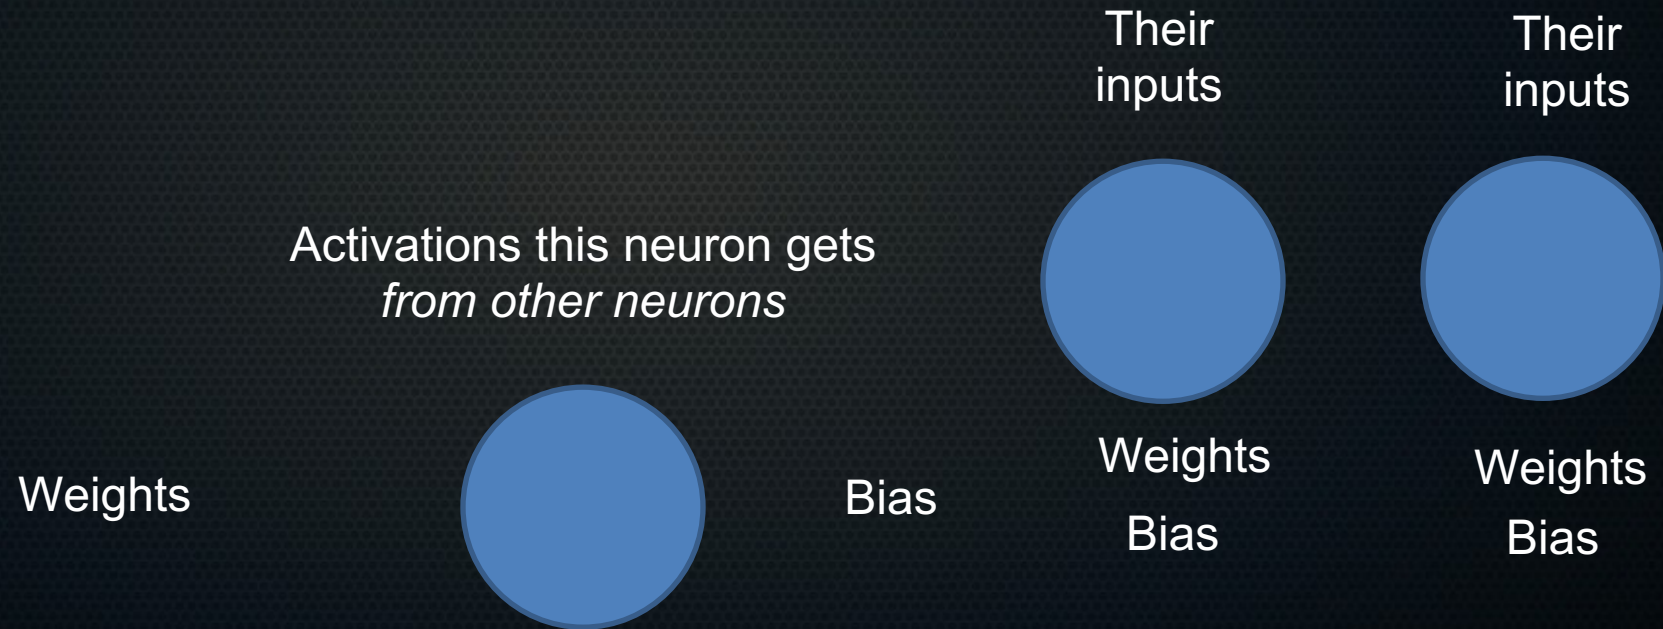 Their
inputs
Their
inputs
Activations this neuron gets
from other neurons
Weights
Bias
Weights
Bias
Weights
Bias